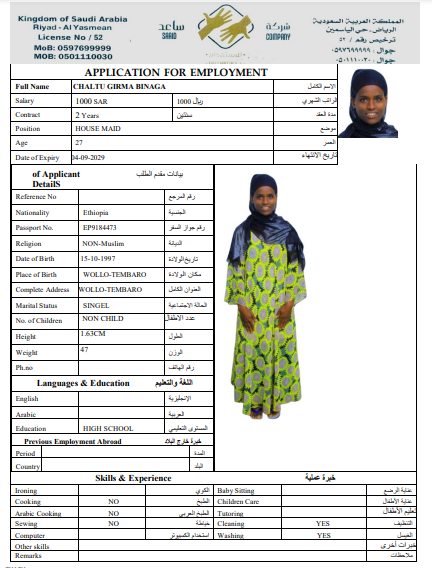 Kingdom of Saudi Arabia
Riyad - Al Yasmean
License No / 52
MoB: 0597699999
MOB: 0501110030
ساعد
SAAID
شركة
COMPANY
المملكة العربية السعودية
الرياض، حي الياسمين
ترخيص رقم / ٥٢
جوال: ٠٥٩٧٦٩٩٩٩٩
جوال: ٠٥٠١١١٠٠٣٠
APPLICATION FOR EMPLOYMENT
Full Name CHALTU GIRMA BINAGA الاسم الكامل
Salary 1000 SAR 1000 ريال الراتب الشهري
Contract 2 Years سنتين مدة العقد
Position HOUSE MAID موضع
Age 27 العمر
Date of Expiry 04-09-2029 تاريخ الانتهاء
of Applicant DetailS بيانات مقدم الطلب
Reference No رقم المرجع
Nationality Ethiopia الجنسية
Passport No. EP9184473 رقم جواز السفر
Religion NON-Muslim الديانة
Date of Birth 15-10-1997 تاريخ الولادة
Place of Birth WOLLO-TEMBARO مكان الولادة
Complete Address WOLLO-TEMBARO العنوان الكامل
Marital Status SINGEL الحالة الاجتماعية
No. of Children NON CHILD عدد الاطفال
Height 1.63CM الطول
Weight 47 الوزن
Ph.no رقم الهاتف
Languages & Education اللغة والتعليم
English الإنجليزية
Arabic العربية
Education HIGH SCHOOL المستوى التعليمي
Previous Employment Abroad خبرة خارج البلاد
Period المدة
Country البلد
Skills & Experience خبرة عملية
Ironing الكوي Baby Sitting عناية الرضع
Cooking NO الطبخ Children Care عناية الأطفال
Arabic Cooking NO الطبخ العربي Tutoring تعليم الأطفال
Sewing NO خياطة Cleaning YES التنظيف
Computer استخدام الكمبيوتر Washing YES الغسيل
Other skills خبرات أخرى
Remarks ملاحظات